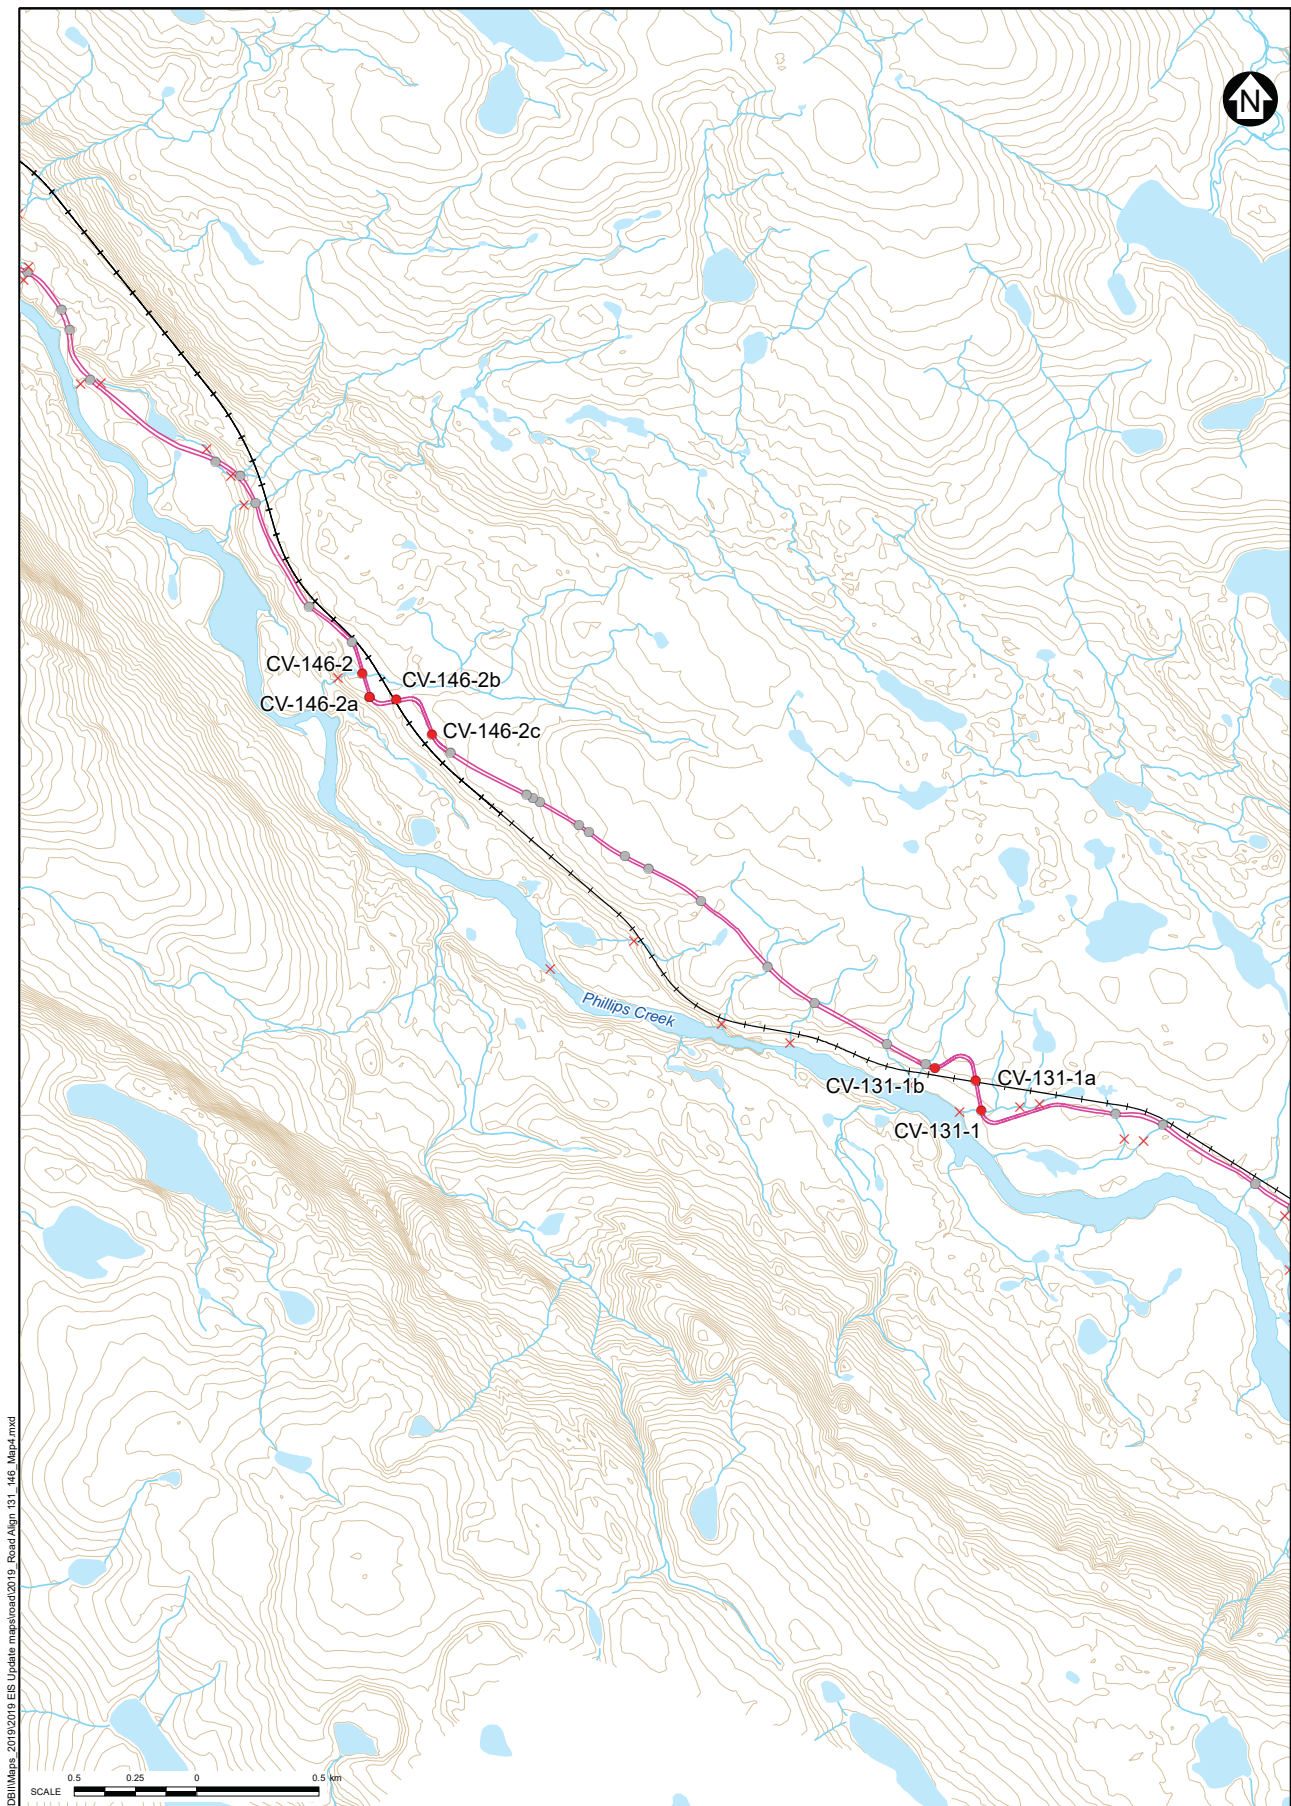 N
CV-146-2
CV-146-2b
CV-146-2a
CV-146-2c
Phillips Creek
CV-131-1a
CV-131-1b
CV-131-1
DBII\Maps_2019\2019 EIS Update maps\road\2019_Road Align 131_146_Map4.mxd
0.5 0.25 0 0.5 km
SCALE